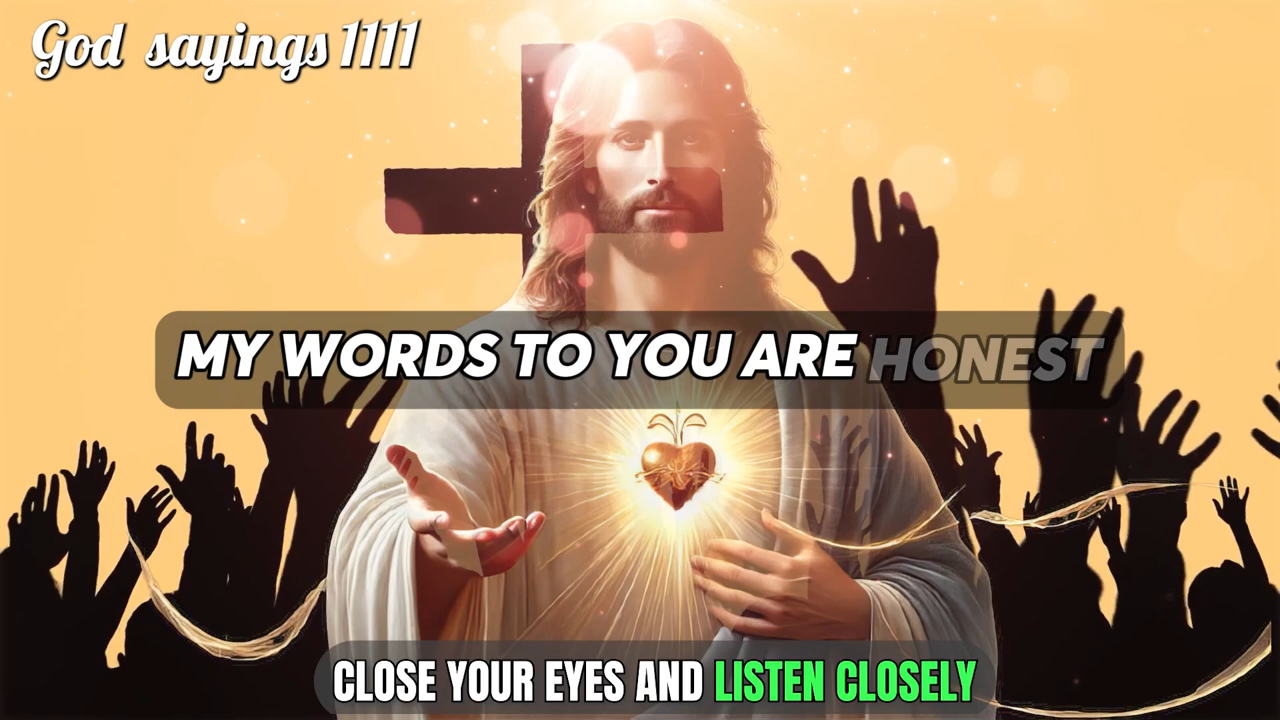 God sayings 1111
MY WORDS TO YOU ARE HONEST
CLOSE YOUR EYES AND LISTEN CLOSELY